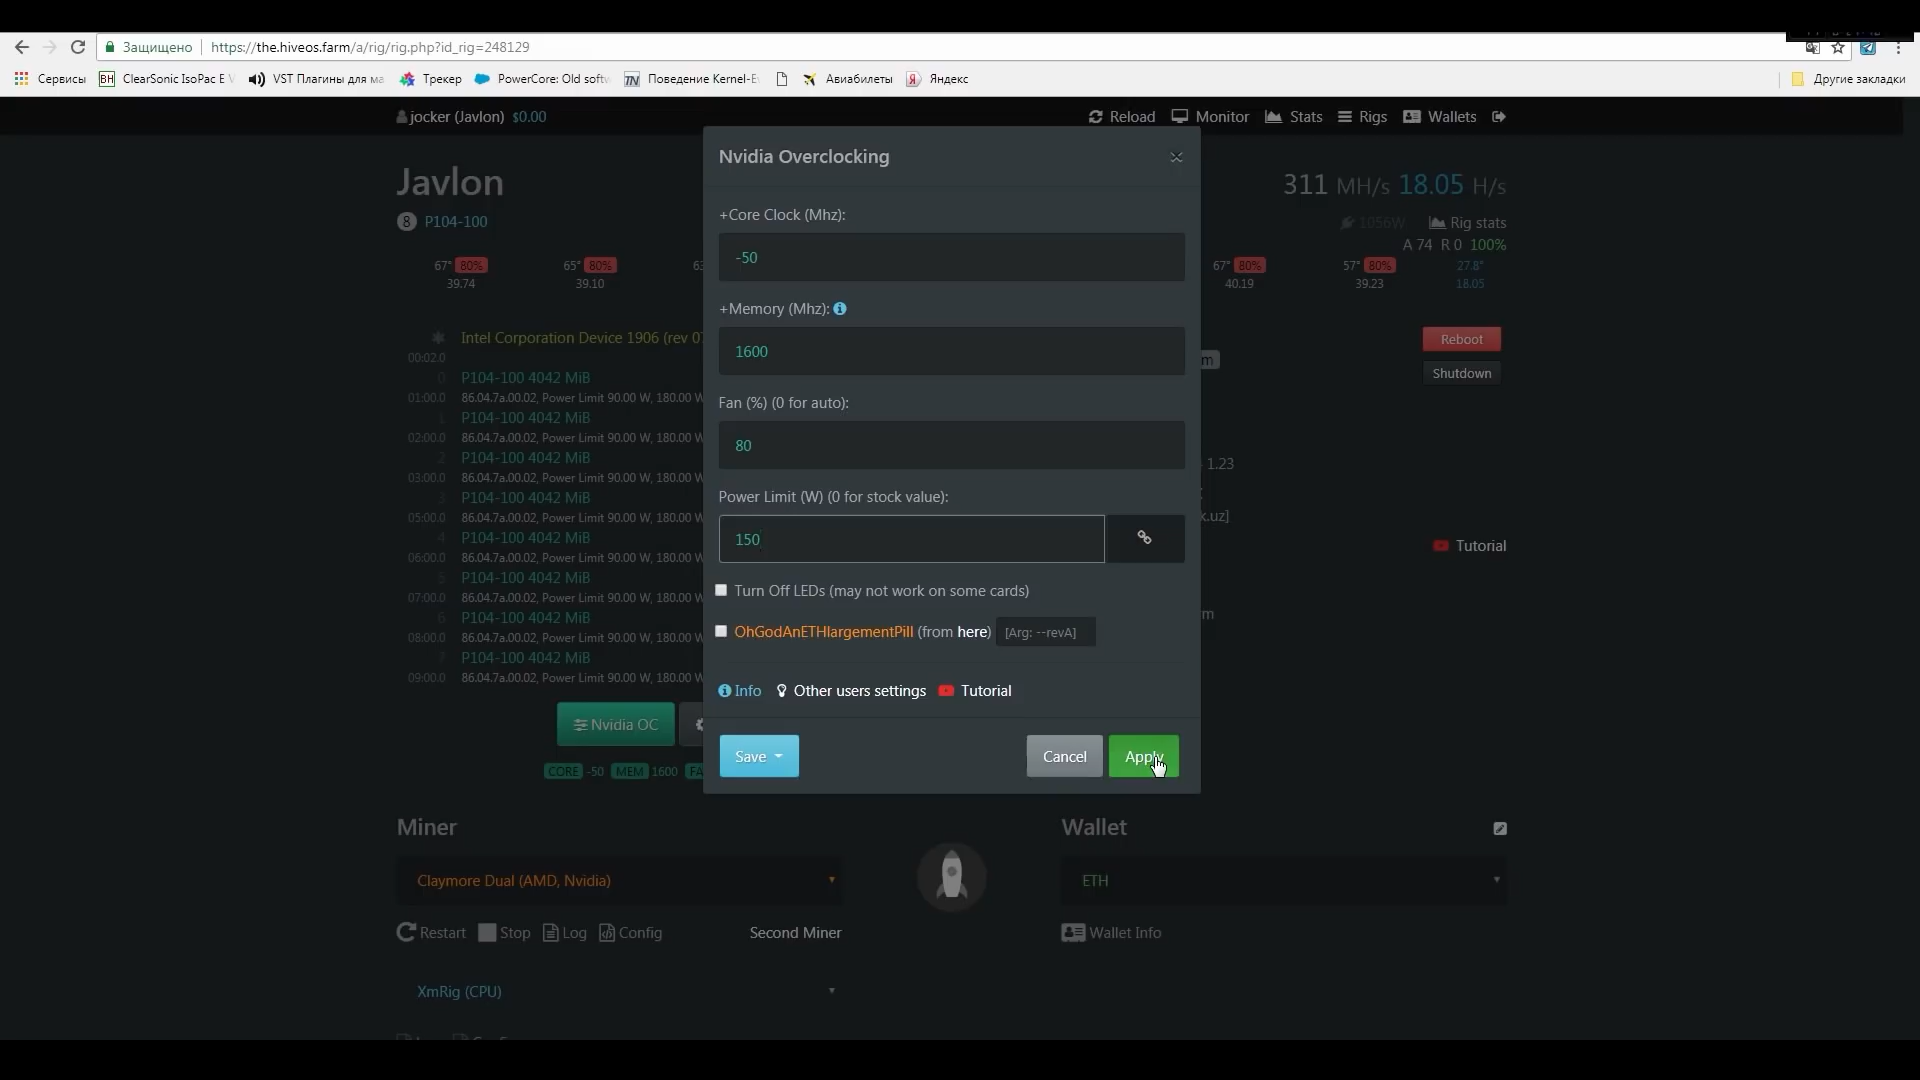 Защищено https://the.hiveos.farm/a/rig/rig.php?id_rig=248129
Сервисы BH ClearSonic IsoPac E VST Плагины для ма Трекер PowerCore: Old softw TN Поведение Kernel-E Авиабилеты Я Яндекс Другие закладки
jocker (Javlon) $0.00 Reload Monitor Stats Rigs Wallets
Nvidia Overclocking
Javlon 311 MH/s 18.05 H/s
8 P104-100 1056W Rig stats
+Core Clock (Mhz):
A 74 R 0 100%
67° 80% 65° 80% 67° 80% 57° 80% 27.8°
39.74 39.10 40.19 39.23 18.05
-50
+Memory (Mhz):
1600
Intel Corporation Device 1906 (rev 07 Reboot
00:02.0
Shutdown
0 P104-100 4042 MiB
01:00.0 86.04.7a.00.02, Power Limit 90.00 W, 180.00 W
1 P104-100 4042 MiB
02:00.0 86.04.7a.00.02, Power Limit 90.00 W, 180.00 W
2 P104-100 4042 MiB
03:00.0 86.04.7a.00.02, Power Limit 90.00 W, 180.00 W
3 P104-100 4042 MiB
05:00.0 86.04.7a.00.02, Power Limit 90.00 W, 180.00 W
4 P104-100 4042 MiB
06:00.0 86.04.7a.00.02, Power Limit 90.00 W, 180.00 W
5 P104-100 4042 MiB
07:00.0 86.04.7a.00.02, Power Limit 90.00 W, 180.00 W
6 P104-100 4042 MiB
08:00.0 86.04.7a.00.02, Power Limit 90.00 W, 180.00 W
7 P104-100 4042 MiB
09:00.0 86.04.7a.00.02, Power Limit 90.00 W, 180.00 W
Fan (%) (0 for auto):
80
1.23
Power Limit (W) (0 for stock value):
k.uz]
150
Tutorial
Turn Off LEDs (may not work on some cards)
OhGodAnETHlargementPill (from here) [Arg: --revA]
Info Other users settings Tutorial
Nvidia OC
Save Cancel Apply
CORE -50 MEM 1600 FA
Miner Wallet
Claymore Dual (AMD, Nvidia) ETH
Restart Stop Log Config Second Miner Wallet Info
XmRig (CPU)